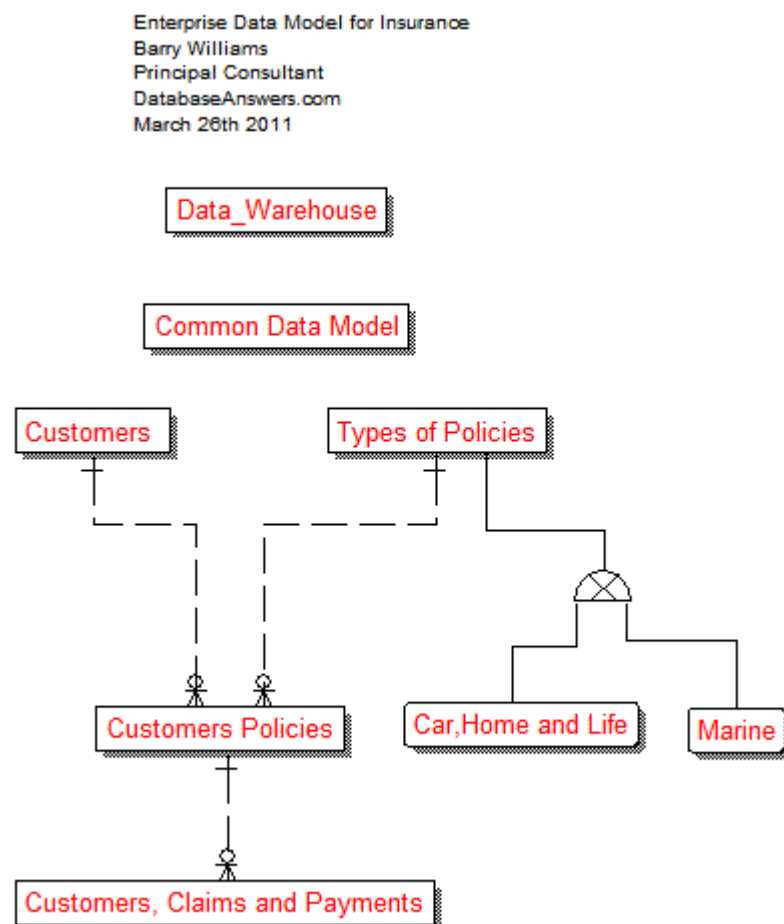 Enterprise Data Model for Insurance
Barry Williams
Principal Consultant
DatabaseAnswers.com
March 26th 2011
Data_Warehouse
Common Data Model
Customers
Types of Policies
Customers Policies
Car,Home and Life
Marine
Customers, Claims and Payments